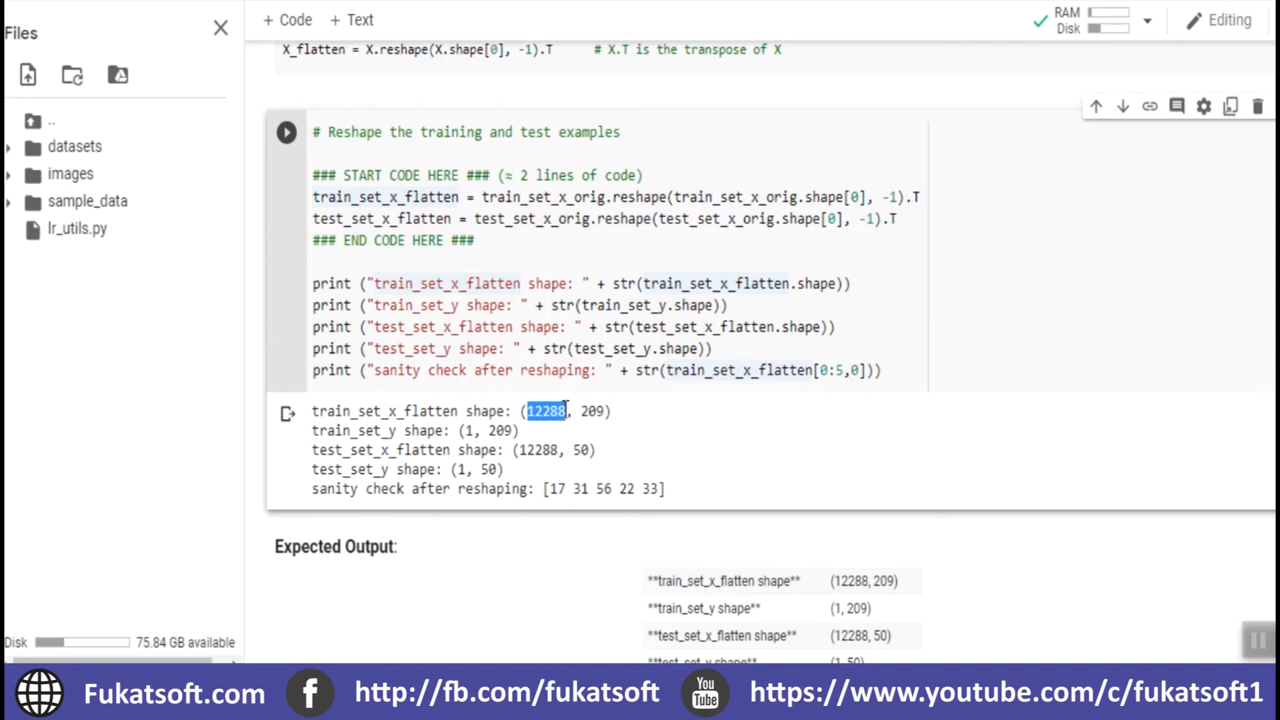 Files
+ Code + Text
RAM
Disk
Editing
X_flatten = X.reshape(X.shape[0], -1).T # X.T is the transpose of X
..
datasets
images
sample_data
lr_utils.py
# Reshape the training and test examples
### START CODE HERE ### (≈ 2 lines of code)
train_set_x_flatten = train_set_x_orig.reshape(train_set_x_orig.shape[0], -1).T
test_set_x_flatten = test_set_x_orig.reshape(test_set_x_orig.shape[0], -1).T
### END CODE HERE ###
print ("train_set_x_flatten shape: " + str(train_set_x_flatten.shape))
print ("train_set_y shape: " + str(train_set_y.shape))
print ("test_set_x_flatten shape: " + str(test_set_x_flatten.shape))
print ("test_set_y shape: " + str(test_set_y.shape))
print ("sanity check after reshaping: " + str(train_set_x_flatten[0:5,0]))
train_set_x_flatten shape: (12288, 209)
train_set_y shape: (1, 209)
test_set_x_flatten shape: (12288, 50)
test_set_y shape: (1, 50)
sanity check after reshaping: [17 31 56 22 33]
Expected Output:
**train_set_x_flatten shape** (12288, 209)
**train_set_y shape** (1, 209)
**test_set_x_flatten shape** (12288, 50)
**test_set_y shape** (1, 50)
Disk 75.84 GB available
Fukatsoft.com http://fb.com/fukatsoft You Tube https://www.youtube.com/c/fukatsoft1